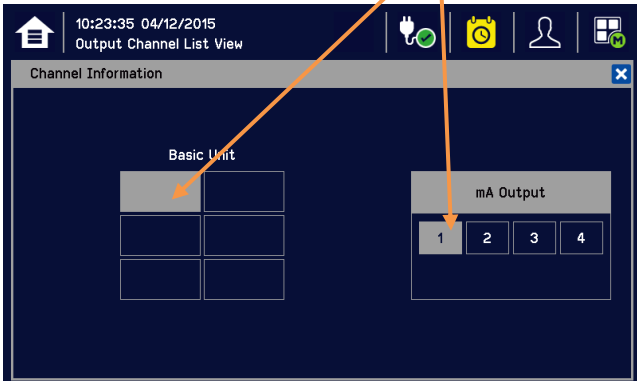 10:23:35 04/12/2015
Output Channel List View
M
Channel Information
X
Basic Unit
mA Output
1 2 3 4